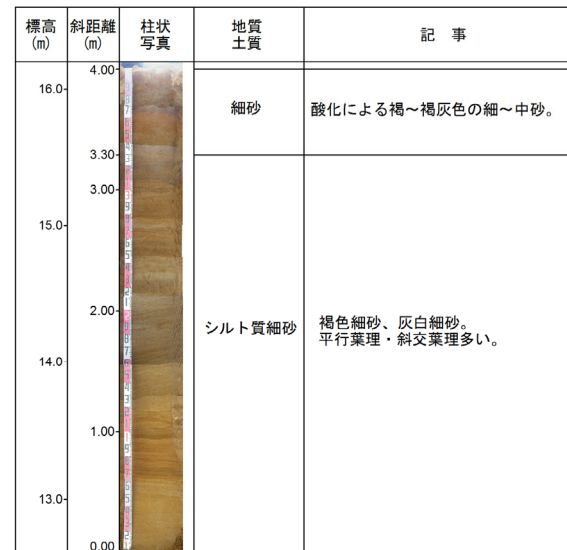 標高
(m)
斜距離
(m)
柱状
写真
地質
土質
記 事
4.00
16.0
細砂
酸化による褐～褐灰色の細～中砂。
3.30
3.00
15.0
2.00
シルト質細砂
褐色細砂、灰白細砂。
平行葉理・斜交葉理多い。
14.0
1.00
13.0
0.00